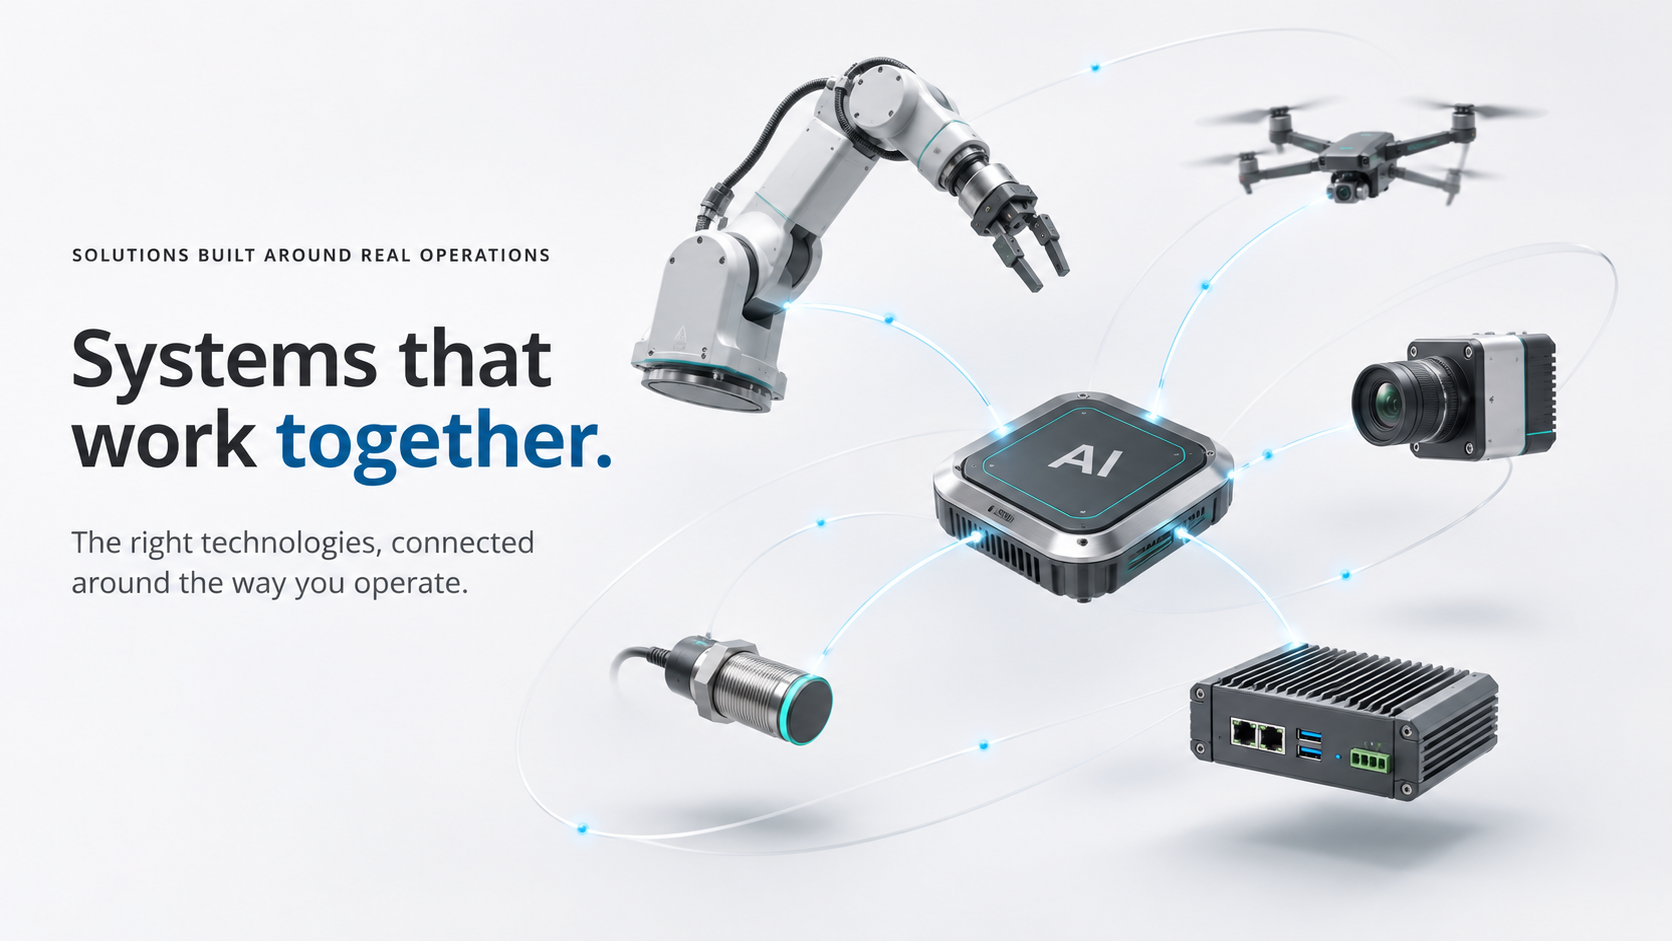 SOLUTIONS BUILT AROUND REAL OPERATIONS
Systems that
work together.
The right technologies, connected
around the way you operate.
AI